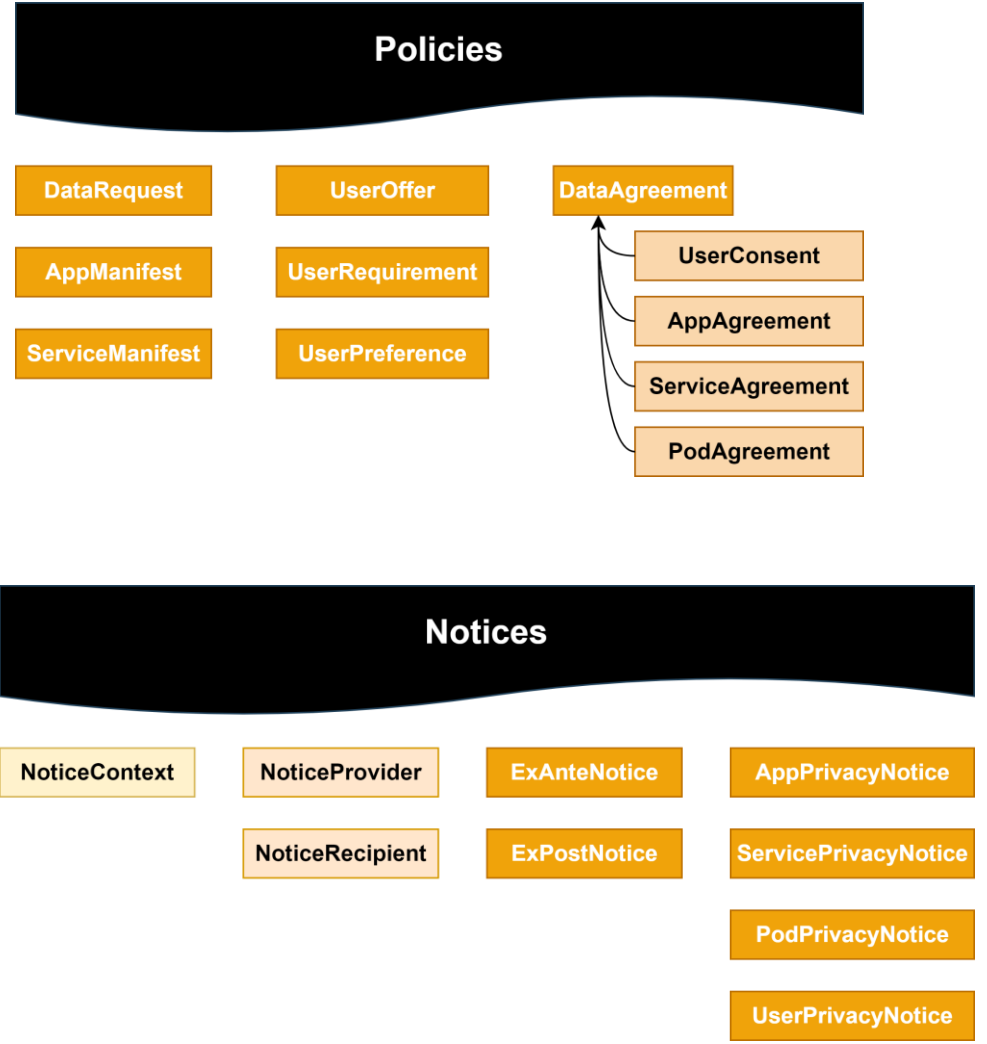 Policies
DataRequest
UserOffer
DataAgreement
UserConsent
AppManifest
UserRequirement
AppAgreement
ServiceManifest
UserPreference
ServiceAgreement
PodAgreement
Notices
NoticeContext
NoticeProvider
ExAnteNotice
AppPrivacyNotice
NoticeRecipient
ExPostNotice
ServicePrivacyNotice
PodPrivacyNotice
UserPrivacyNotice